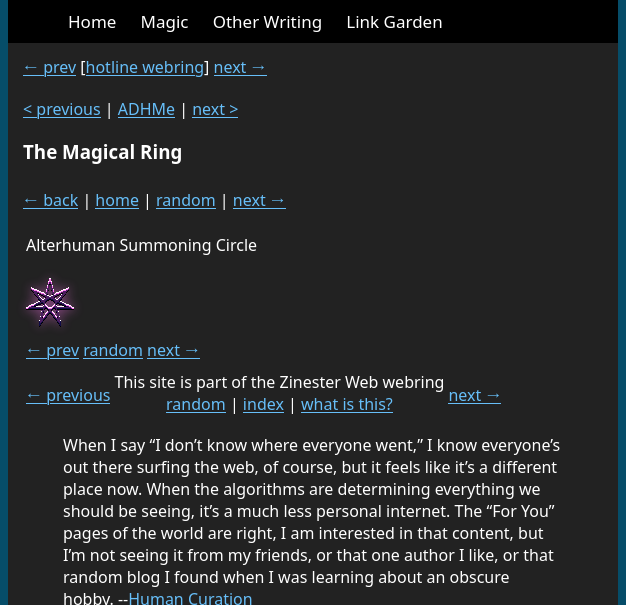 Home Magic Other Writing Link Garden
← prev [hotline webring] next →
< previous | ADHMe | next >
The Magical Ring
← back | home | random | next →
Alterhuman Summoning Circle
← prev random next →
← previous This site is part of the Zinester Web webring next →
random | index | what is this?
When I say “I don’t know where everyone went,” I know everyone’s
out there surfing the web, of course, but it feels like it’s a different
place now. When the algorithms are determining everything we
should be seeing, it’s a much less personal internet. The “For You”
pages of the world are right, I am interested in that content, but
I’m not seeing it from my friends, or that one author I like, or that
random blog I found when I was learning about an obscure
hobby. --Human Curation